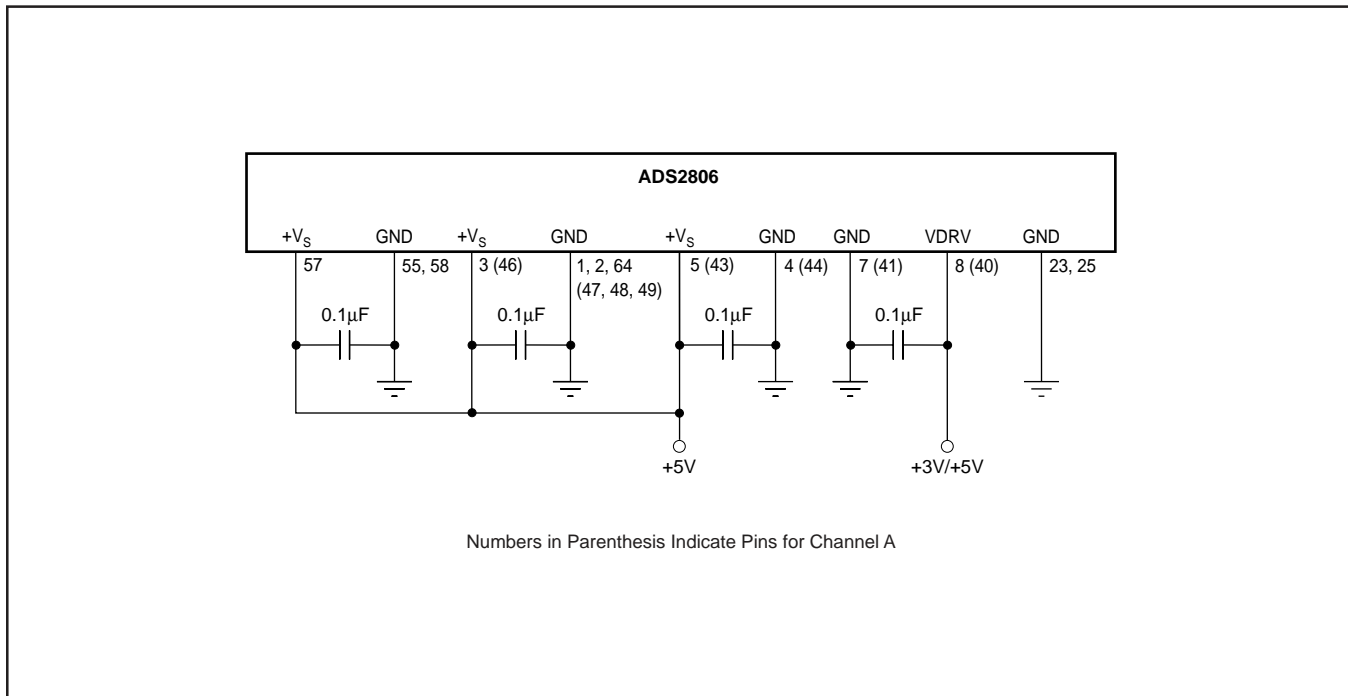 ADS2806
+VS GND +VS GND +VS GND GND VDRV GND
57 55, 58 3 (46) 1, 2, 64 5 (43) 4 (44) 7 (41) 8 (40) 23, 25
(47, 48, 49)
0.1µF 0.1µF 0.1µF 0.1µF
+5V +3V/+5V
Numbers in Parenthesis Indicate Pins for Channel A